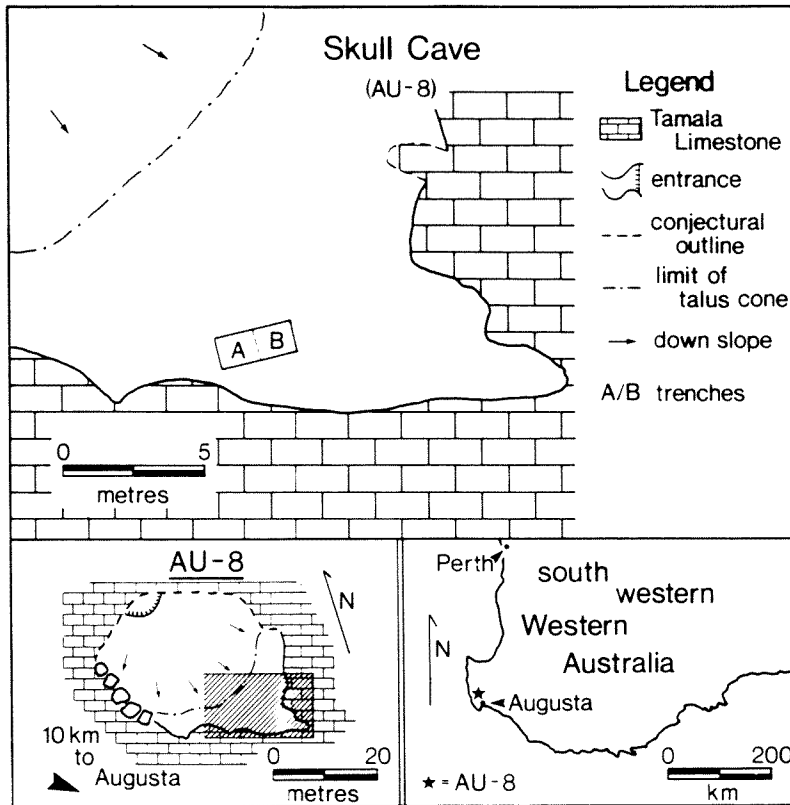 Skull Cave
(AU-8)
Legend
Tamala
Limestone
entrance
conjectural
outline
limit of
talus cone
down slope
A/B trenches
A B
0 5
metres
AU-8
N
10 km
to
Augusta
0 20
metres
Perth
south
western
Western
Australia
N
Augusta
★ = AU-8
0 200
km